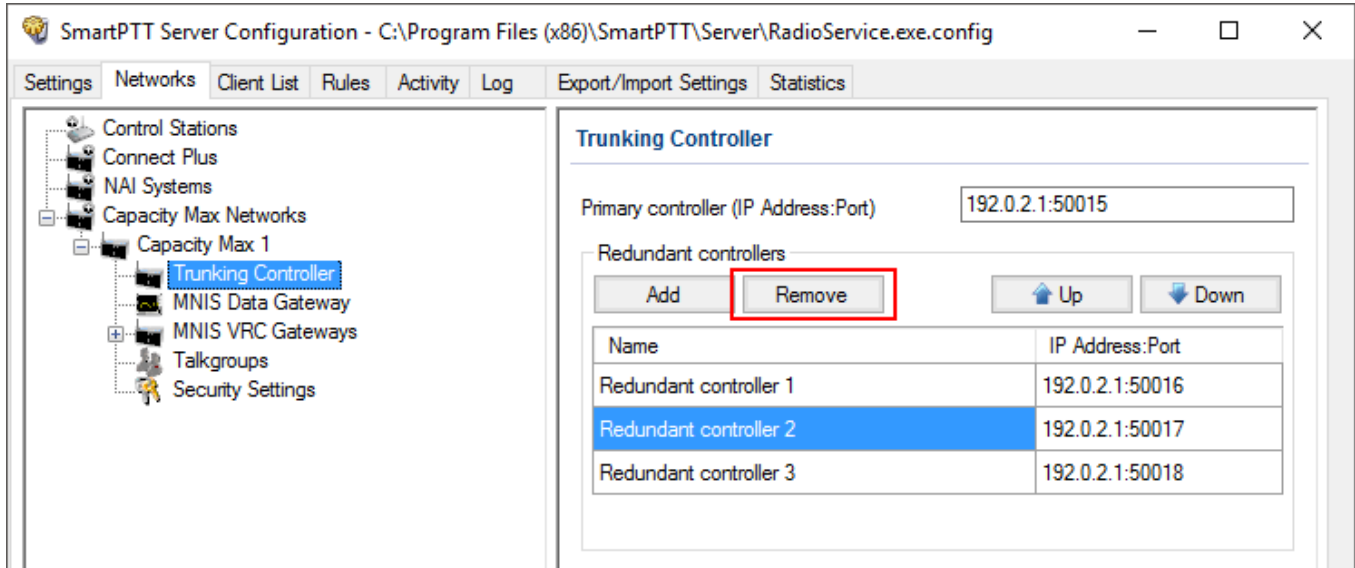 SmartPTT Server Configuration - C:\Program Files (x86)\SmartPTT\Server\RadioService.exe.config
Settings Networks Client List Rules Activity Log Export/Import Settings Statistics
Control Stations
Connect Plus
NAI Systems
Capacity Max Networks
Capacity Max 1
Trunking Controller
MNIS Data Gateway
MNIS VRC Gateways
Talkgroups
Security Settings
Trunking Controller
Primary controller (IP Address:Port) 192.0.2.1:50015
Redundant controllers
Add Remove Up Down
Name IP Address:Port
Redundant controller 1 192.0.2.1:50016
Redundant controller 2 192.0.2.1:50017
Redundant controller 3 192.0.2.1:50018